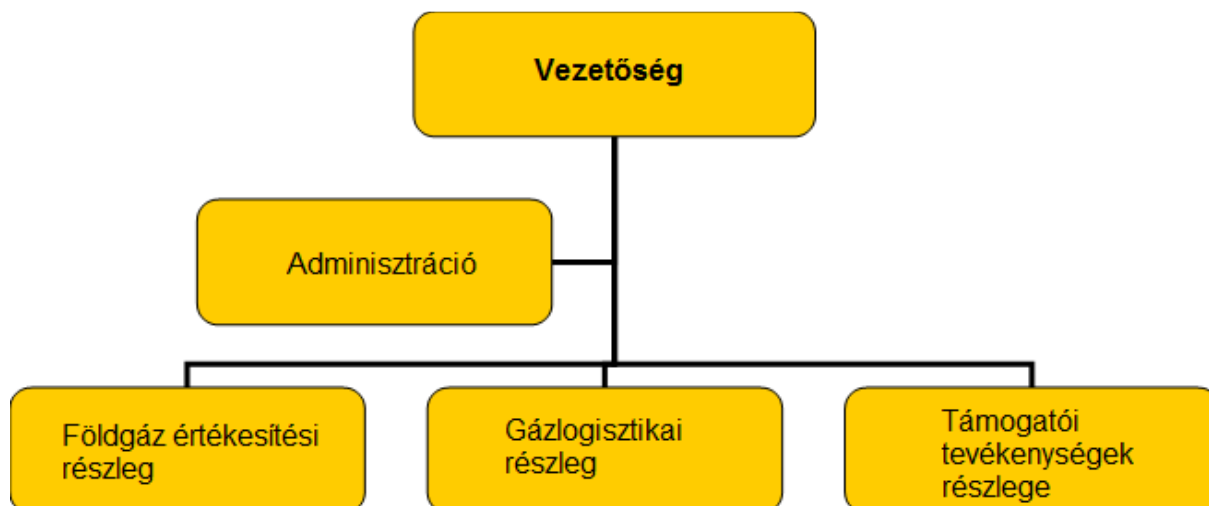 Vezetőség
Adminisztráció
Földgáz értékesítési
részleg
Gázlogisztikai
részleg
Támogatói
tevékenységek
részlege